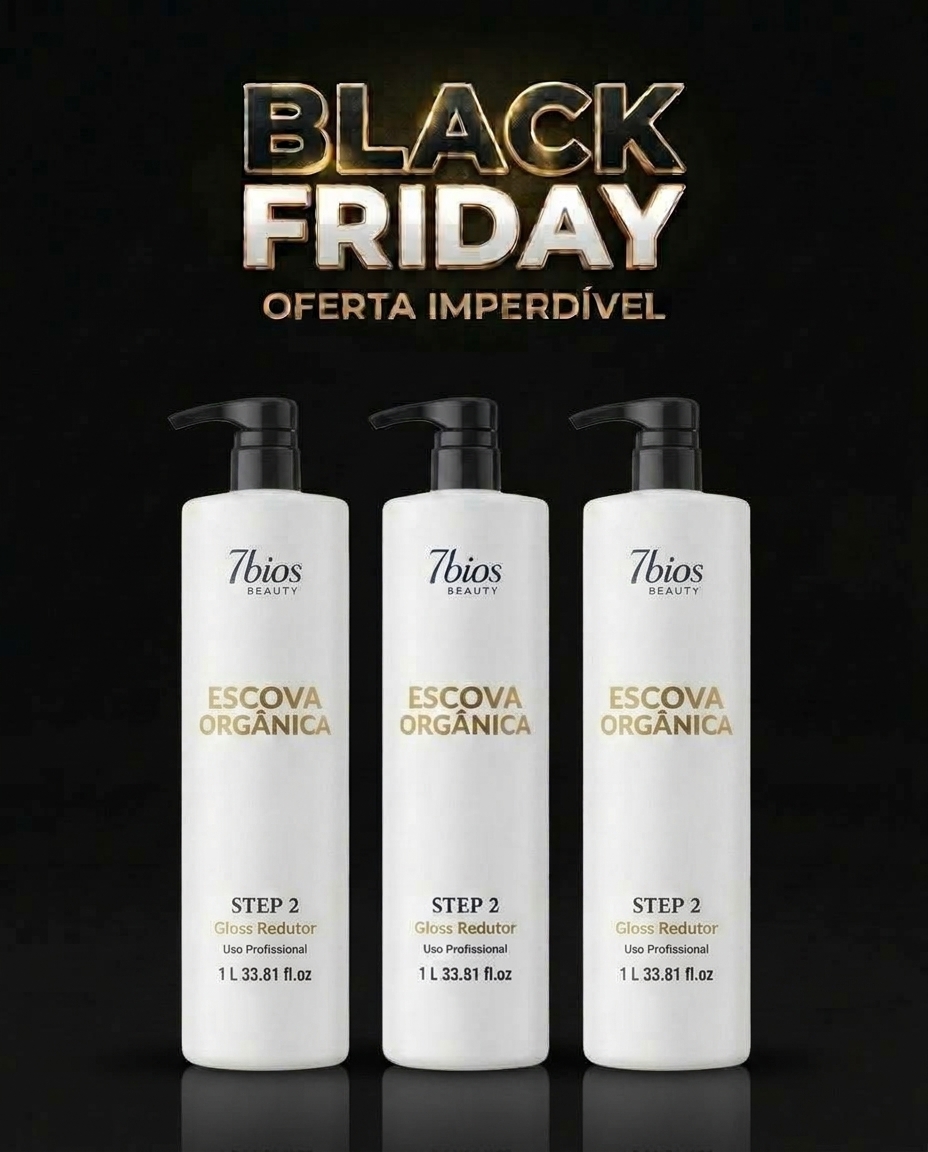 BLACK
FRIDAY
OFERTA IMPERDÍVEL
7bios
BEAUTY
ESCOVA
ORGÂNICA
STEP 2
Gloss Redutor
Uso Profissional
1 L 33.81 fl.oz
7bios
BEAUTY
ESCOVA
ORGÂNICA
STEP 2
Gloss Redutor
Uso Profissional
1 L 33.81 fl.oz
7bios
BEAUTY
ESCOVA
ORGÂNICA
STEP 2
Gloss Redutor
Uso Profissional
1 L 33.81 fl.oz